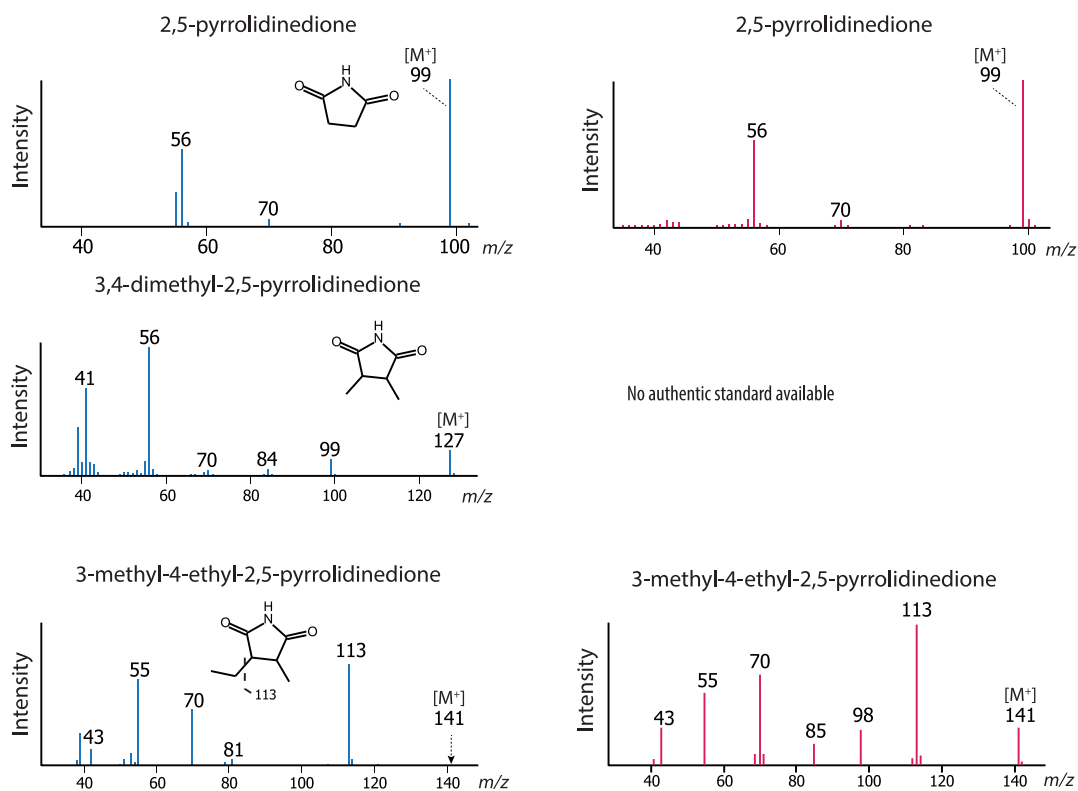 2,5-pyrrolidinedione
[M⁺]
99
H
N
O
O
56
70
Intensity
40
60
80
100
m/z
2,5-pyrrolidinedione
[M⁺]
99
56
70
Intensity
40
60
80
100
m/z
3,4-dimethyl-2,5-pyrrolidinedione
56
H
N
O
O
41
[M⁺]
127
99
84
70
Intensity
40
60
80
100
120
m/z
No authentic standard available
3-methyl-4-ethyl-2,5-pyrrolidinedione
H
N
O
O
113
113
55
70
[M⁺]
141
43
81
Intensity
40
60
80
100
120
140
m/z
3-methyl-4-ethyl-2,5-pyrrolidinedione
113
70
55
[M⁺]
141
43
98
85
Intensity
40
60
80
100
120
140
m/z